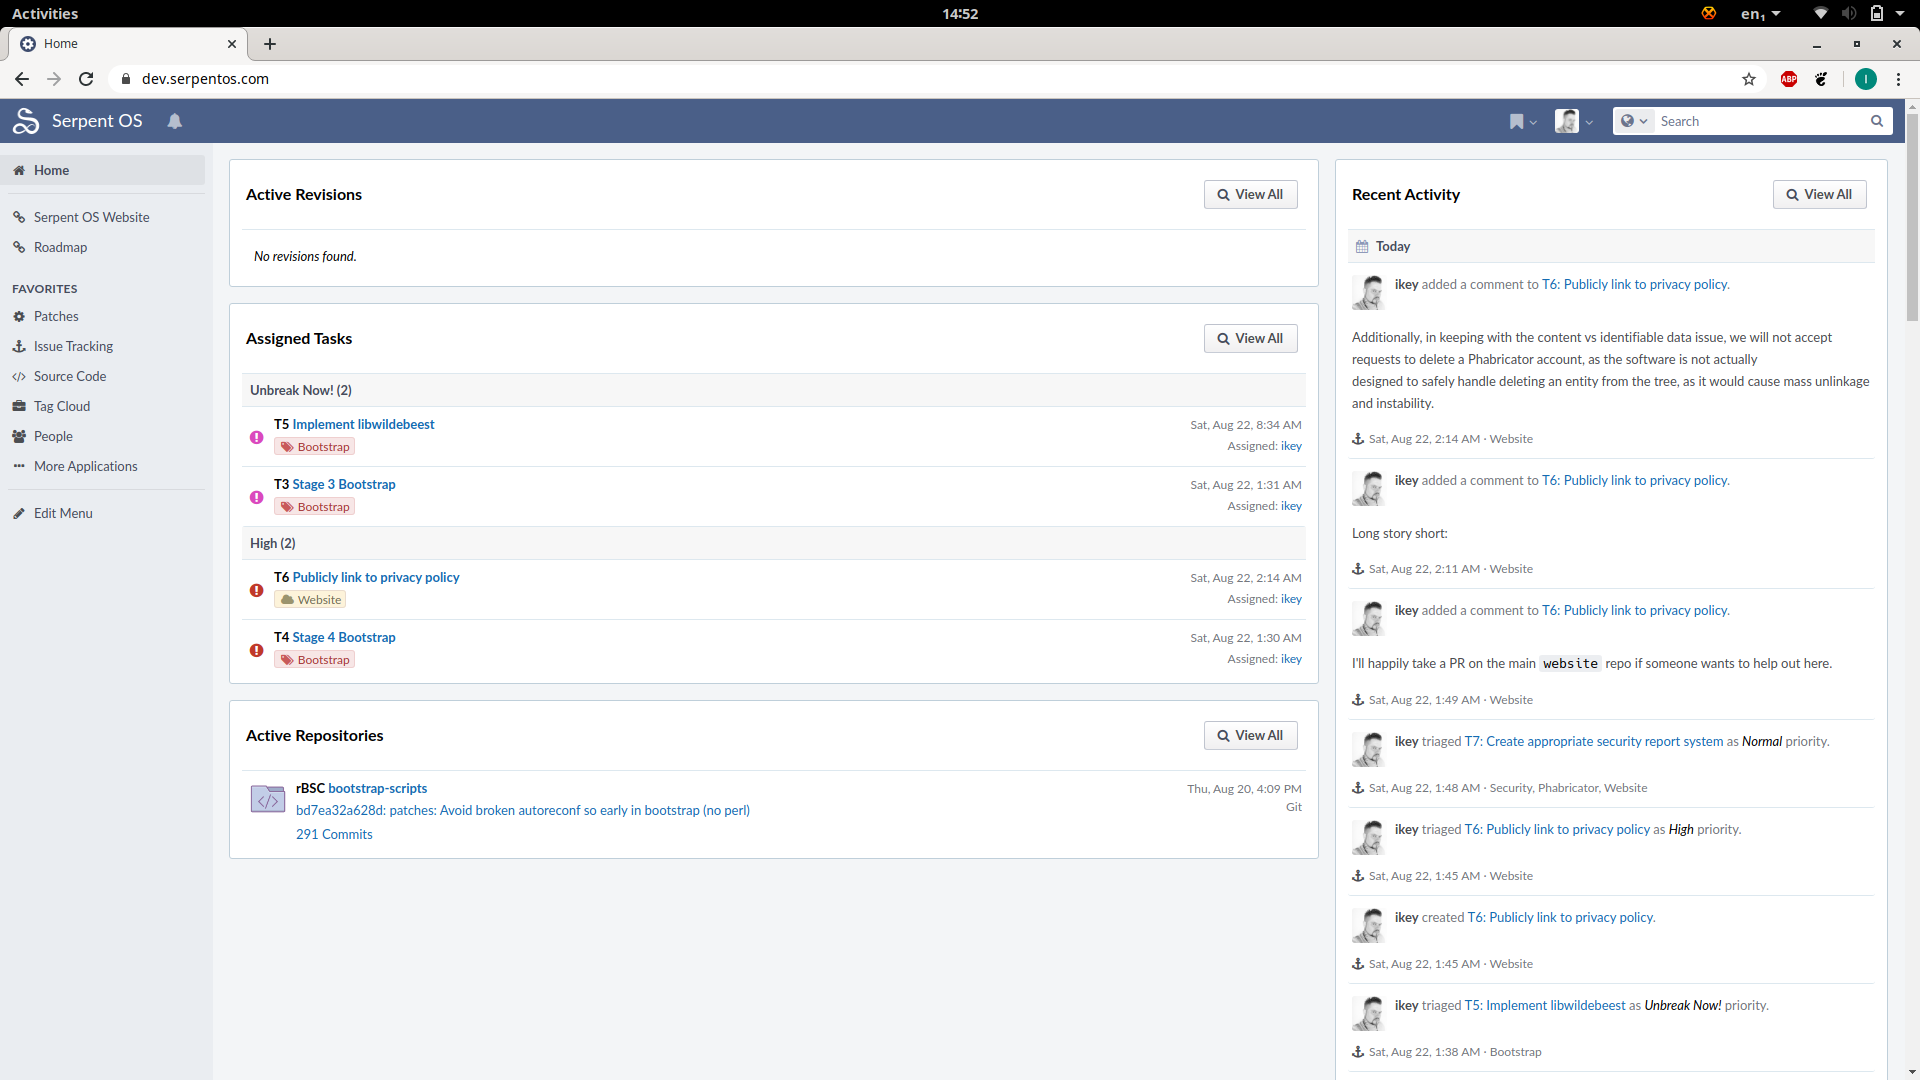 Activities
14:52
en₁
Home
dev.serpentos.com
ABP
I
Serpent OS
Search
Home
Serpent OS Website
Roadmap
FAVORITES
Patches
Issue Tracking
Source Code
Tag Cloud
People
More Applications
Edit Menu
Active Revisions
View All
No revisions found.
Assigned Tasks
View All
Unbreak Now! (2)
T5 Implement libwildebeest
Sat, Aug 22, 8:34 AM
Bootstrap
Assigned: ikey
T3 Stage 3 Bootstrap
Sat, Aug 22, 1:31 AM
Bootstrap
Assigned: ikey
High (2)
T6 Publicly link to privacy policy
Sat, Aug 22, 2:14 AM
Website
Assigned: ikey
T4 Stage 4 Bootstrap
Sat, Aug 22, 1:30 AM
Bootstrap
Assigned: ikey
Active Repositories
View All
rBSC bootstrap-scripts
Thu, Aug 20, 4:09 PM
bd7ea32a628d: patches: Avoid broken autoreconf so early in bootstrap (no perl)
Git
291 Commits
Recent Activity
View All
Today
ikey added a comment to T6: Publicly link to privacy policy.
Additionally, in keeping with the content vs identifiable data issue, we will not accept
requests to delete a Phabricator account, as the software is not actually
designed to safely handle deleting an entity from the tree, as it would cause mass unlinkage
and instability.
Sat, Aug 22, 2:14 AM · Website
ikey added a comment to T6: Publicly link to privacy policy.
Long story short:
Sat, Aug 22, 2:11 AM · Website
ikey added a comment to T6: Publicly link to privacy policy.
I'll happily take a PR on the main website repo if someone wants to help out here.
Sat, Aug 22, 1:49 AM · Website
ikey triaged T7: Create appropriate security report system as Normal priority.
Sat, Aug 22, 1:48 AM · Security, Phabricator, Website
ikey triaged T6: Publicly link to privacy policy as High priority.
Sat, Aug 22, 1:45 AM · Website
ikey created T6: Publicly link to privacy policy.
Sat, Aug 22, 1:45 AM · Website
ikey triaged T5: Implement libwildebeest as Unbreak Now! priority.
Sat, Aug 22, 1:38 AM · Bootstrap